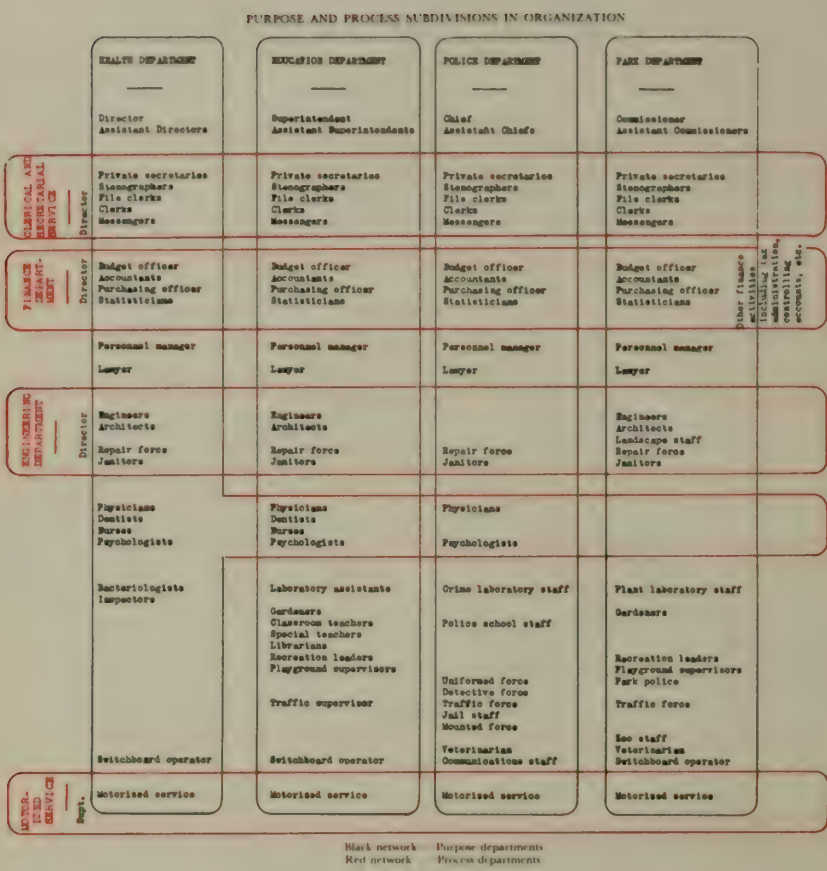 PURPOSE AND PROCESS SUBDIVISIONS IN ORGANIZATION
HEALTH DEPARTMENT
EDUCATION DEPARTMENT
POLICE DEPARTMENT
PARK DEPARTMENT
Director
Assistant Directors
Superintendent
Assistant Superintendents
Chief
Assistant Chiefs
Commissioner
Assistant Commissioners
CLERICAL AND
SECRETARIAL
SERVICE
Director
Private secretaries
Stenographers
File clerks
Clerks
Messengers
Private secretaries
Stenographers
File clerks
Clerks
Messengers
Private secretaries
Stenographers
File clerks
Clerks
Messengers
Private secretaries
Stenographers
File clerks
Clerks
Messengers
FINANCE
DEPART-
MENT
Director
Budget officer
Accountants
Purchasing officer
Statisticians
Budget officer
Accountants
Purchasing officer
Statisticians
Budget officer
Accountants
Purchasing officer
Statisticians
Budget officer
Accountants
Purchasing officer
Statisticians
Other finance
activities
including tax
administration,
controlling
accounts, etc.
Personnel manager
Lawyer
Personnel manager
Lawyer
Personnel manager
Lawyer
Personnel manager
Lawyer
ENGINEERING
DEPARTMENT
Director
Engineers
Architects
Repair force
Janitors
Engineers
Architects
Repair force
Janitors
Repair force
Janitors
Engineers
Architects
Landscape staff
Repair force
Janitors
Physicians
Dentists
Nurses
Psychologists
Physicians
Dentists
Nurses
Psychologists
Physicians
Psychologists
Bacteriologists
Inspectors
Switchboard operator
Laboratory assistants
Gardeners
Classroom teachers
Special teachers
Librarians
Recreation leaders
Playground supervisors
Traffic supervisor
Switchboard operator
Crime laboratory staff
Police school staff
Uniformed force
Detective force
Traffic force
Jail staff
Mounted force
Veterinarian
Communications staff
Plant laboratory staff
Gardeners
Recreation leaders
Playground supervisors
Park police
Traffic force
Zoo staff
Veterinarian
Switchboard operator
MOTOR-
IZED
SERVICE
Supt.
Motorized service
Motorized service
Motorized service
Motorized service
Black network Purpose departments
Red network Process departments